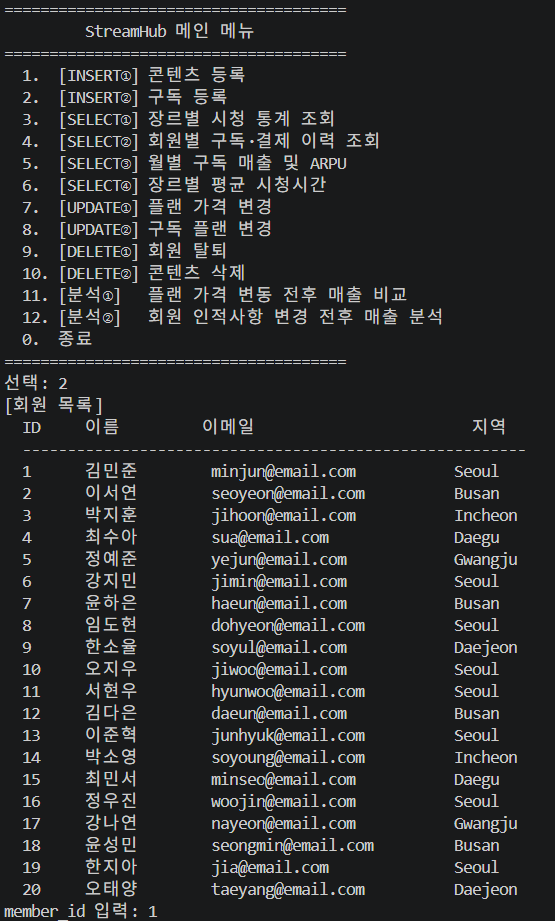 ======================================
StreamHub 메인 메뉴
======================================
1. [INSERT①] 콘텐츠 등록
2. [INSERT②] 구독 등록
3. [SELECT①] 장르별 시청 통계 조회
4. [SELECT②] 회원별 구독·결제 이력 조회
5. [SELECT③] 월별 구독 매출 및 ARPU
6. [SELECT④] 장르별 평균 시청시간
7. [UPDATE①] 플랜 가격 변경
8. [UPDATE②] 구독 플랜 변경
9. [DELETE①] 회원 탈퇴
10. [DELETE②] 콘텐츠 삭제
11. [분석①] 플랜 가격 변동 전후 매출 비교
12. [분석②] 회원 인적사항 변경 전후 매출 분석
0. 종료
======================================
선택: 2
[회원 목록]
ID 이름 이메일 지역
--------------------------------------------------------
1 김민준 minjun@email.com Seoul
2 이서연 seoyeon@email.com Busan
3 박지훈 jihoon@email.com Incheon
4 최수아 sua@email.com Daegu
5 정예준 yejun@email.com Gwangju
6 강지민 jimin@email.com Seoul
7 윤하은 haeun@email.com Busan
8 임도현 dohyeon@email.com Seoul
9 한소율 soyul@email.com Daejeon
10 오지우 jiwoo@email.com Seoul
11 서현우 hyunwoo@email.com Seoul
12 김다은 daeun@email.com Busan
13 이준혁 junhyuk@email.com Seoul
14 박소영 soyoung@email.com Incheon
15 최민서 minseo@email.com Daegu
16 정우진 woojin@email.com Seoul
17 강나연 nayeon@email.com Gwangju
18 윤성민 seongmin@email.com Busan
19 한지아 jia@email.com Seoul
20 오태양 taeyang@email.com Daejeon
member_id 입력: 1